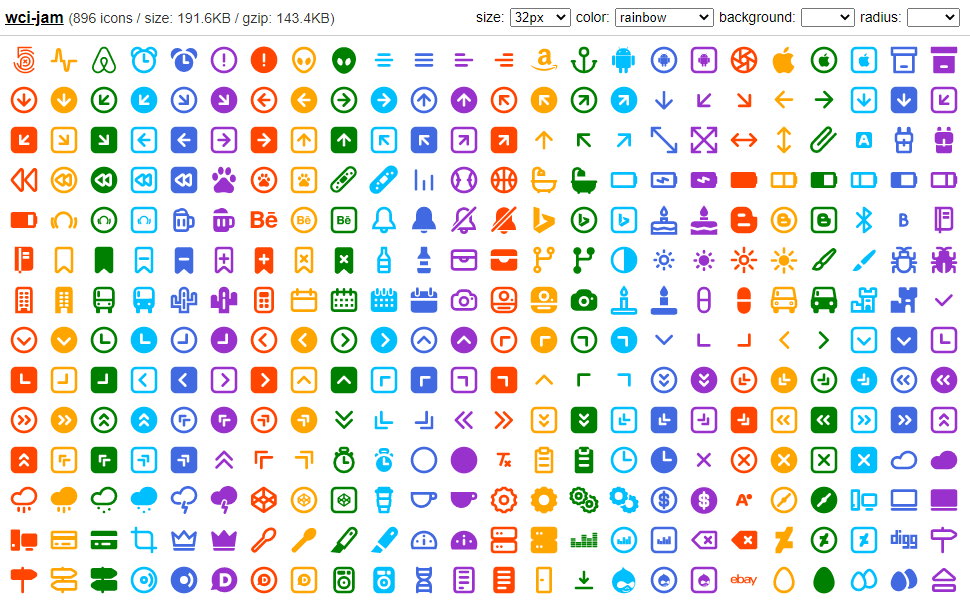 wci-jam (896 icons / size: 191.6KB / gzip: 143.4KB) size: 32px color: rainbow background: radius:
A
Bē Bē Bē
B
digg
ebay